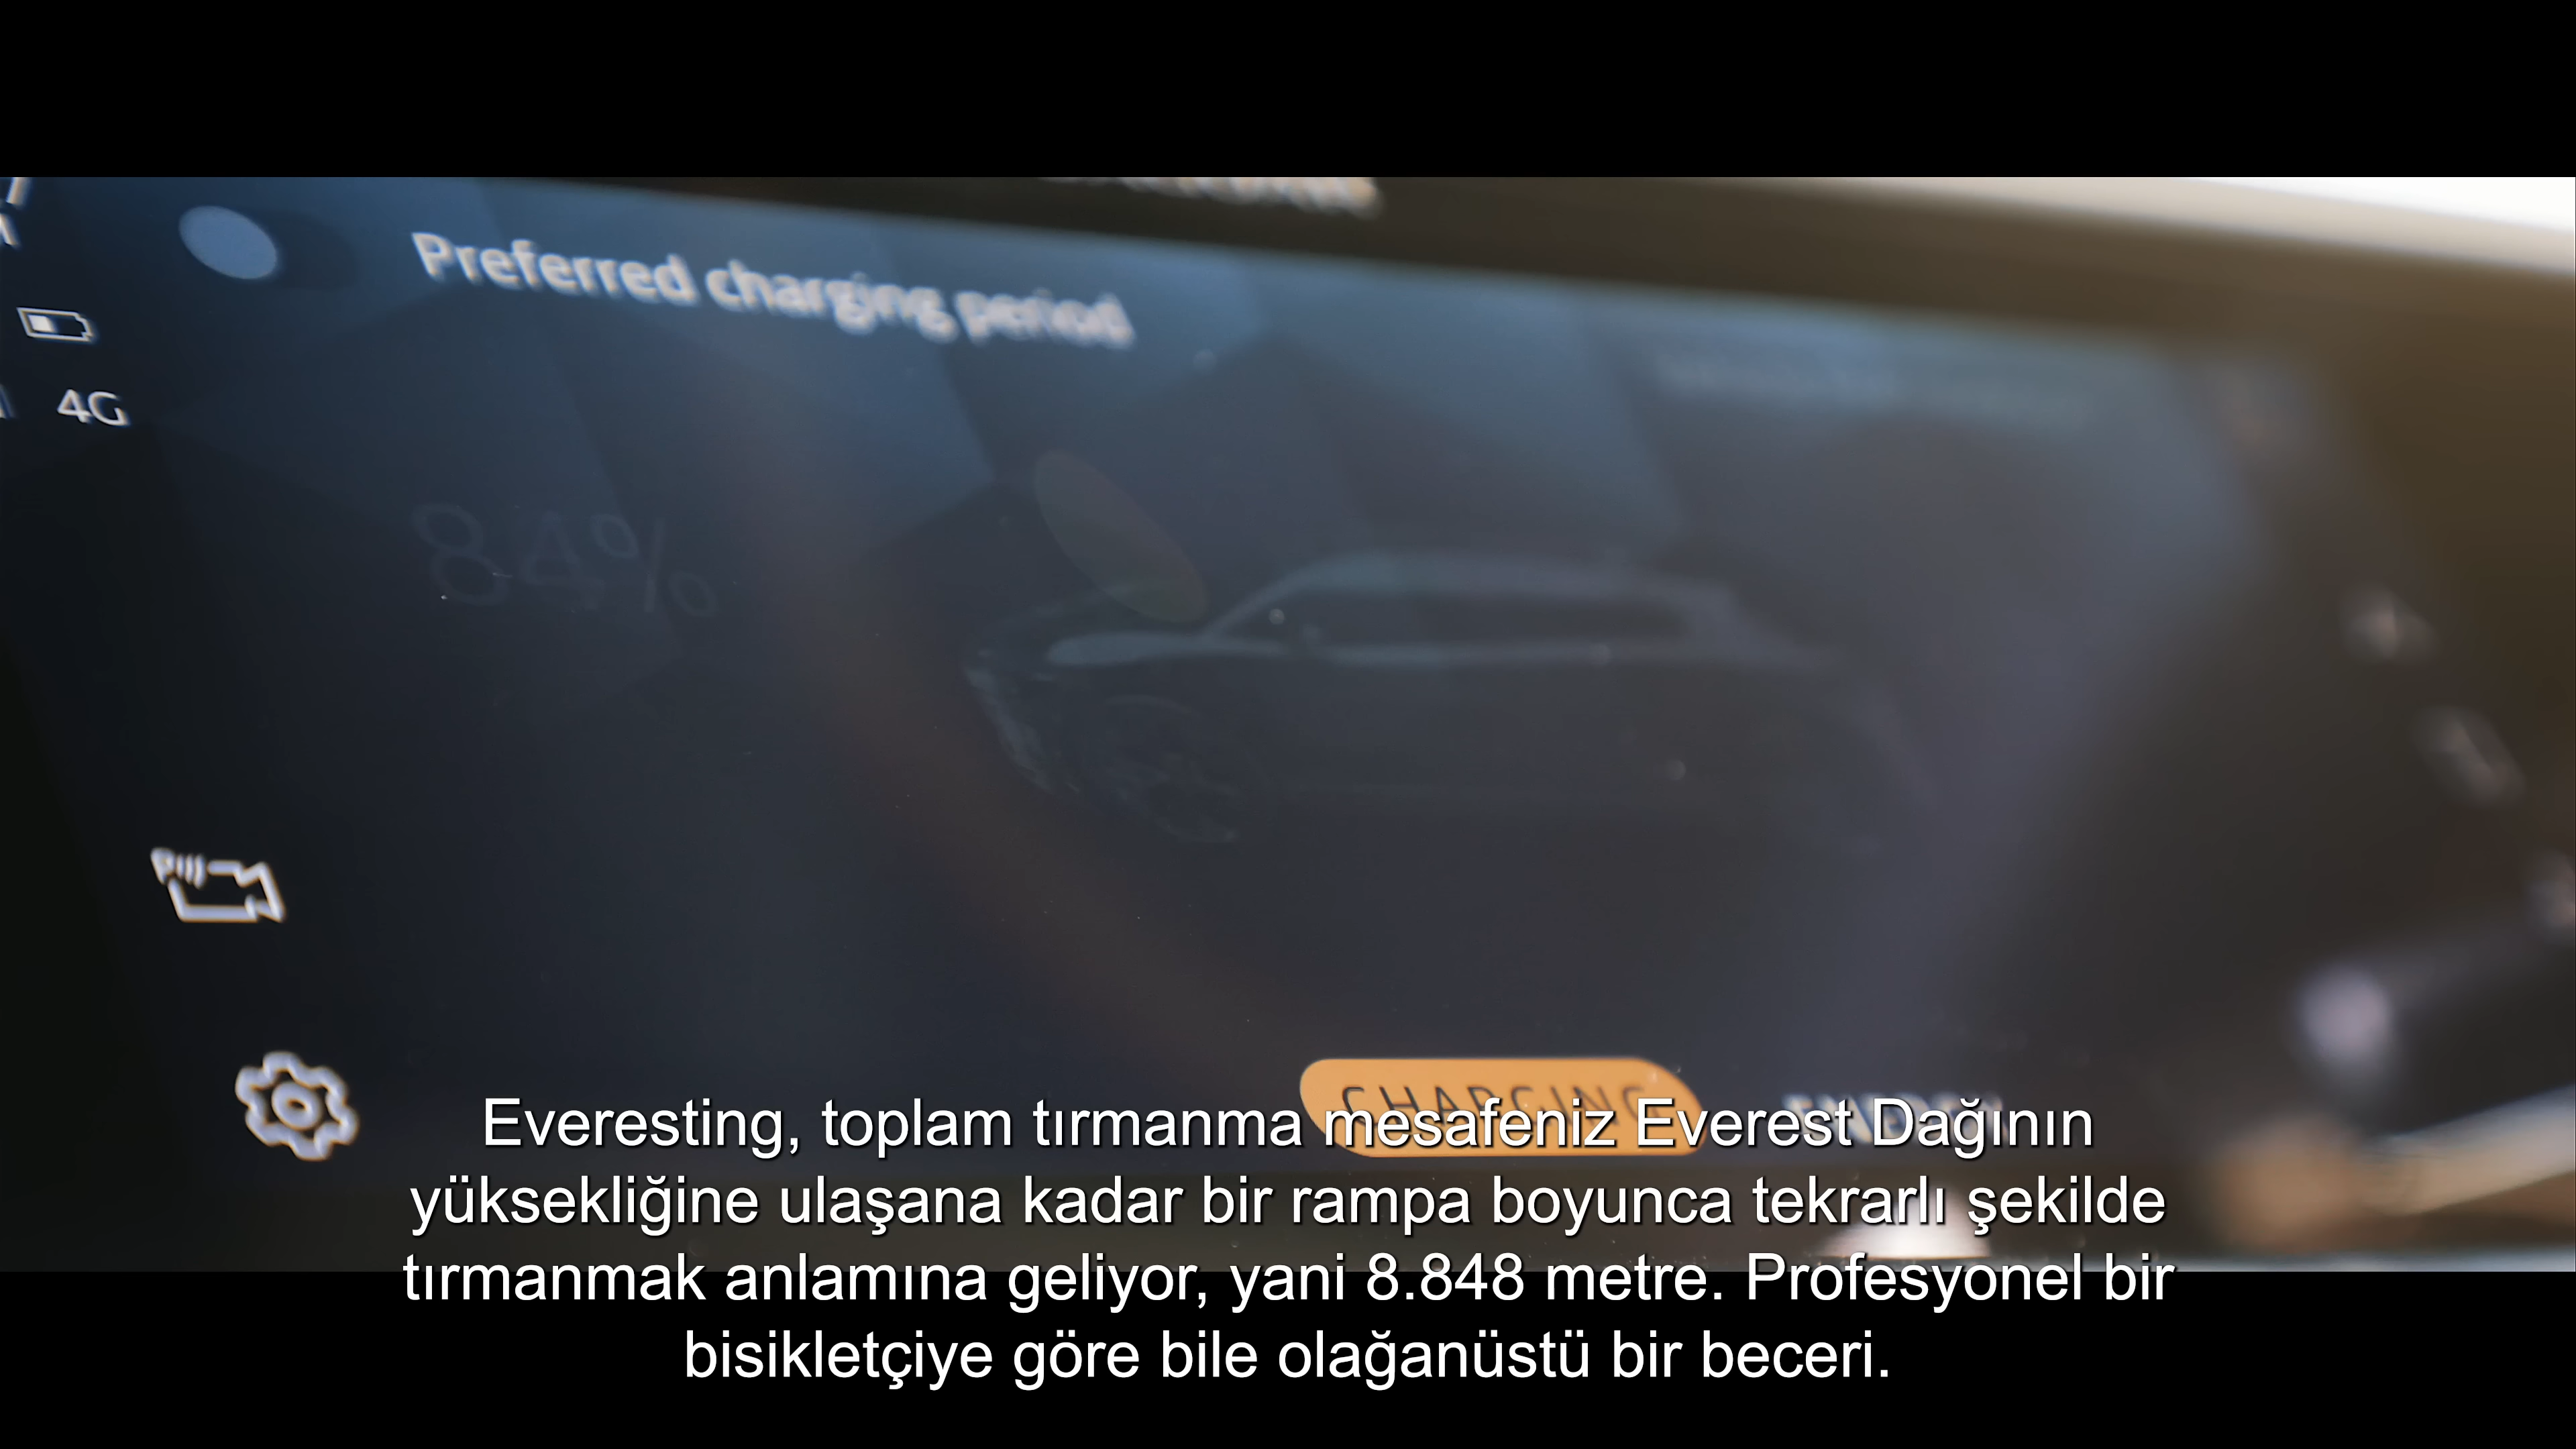 Preferred charging period
4G
84%
P
CHARGING
Everesting, toplam tırmanma mesafeniz Everest Dağının
yüksekliğine ulaşana kadar bir rampa boyunca tekrarlı şekilde
tırmanmak anlamına geliyor, yani 8.848 metre. Profesyonel bir
bisikletçiye göre bile olağanüstü bir beceri.